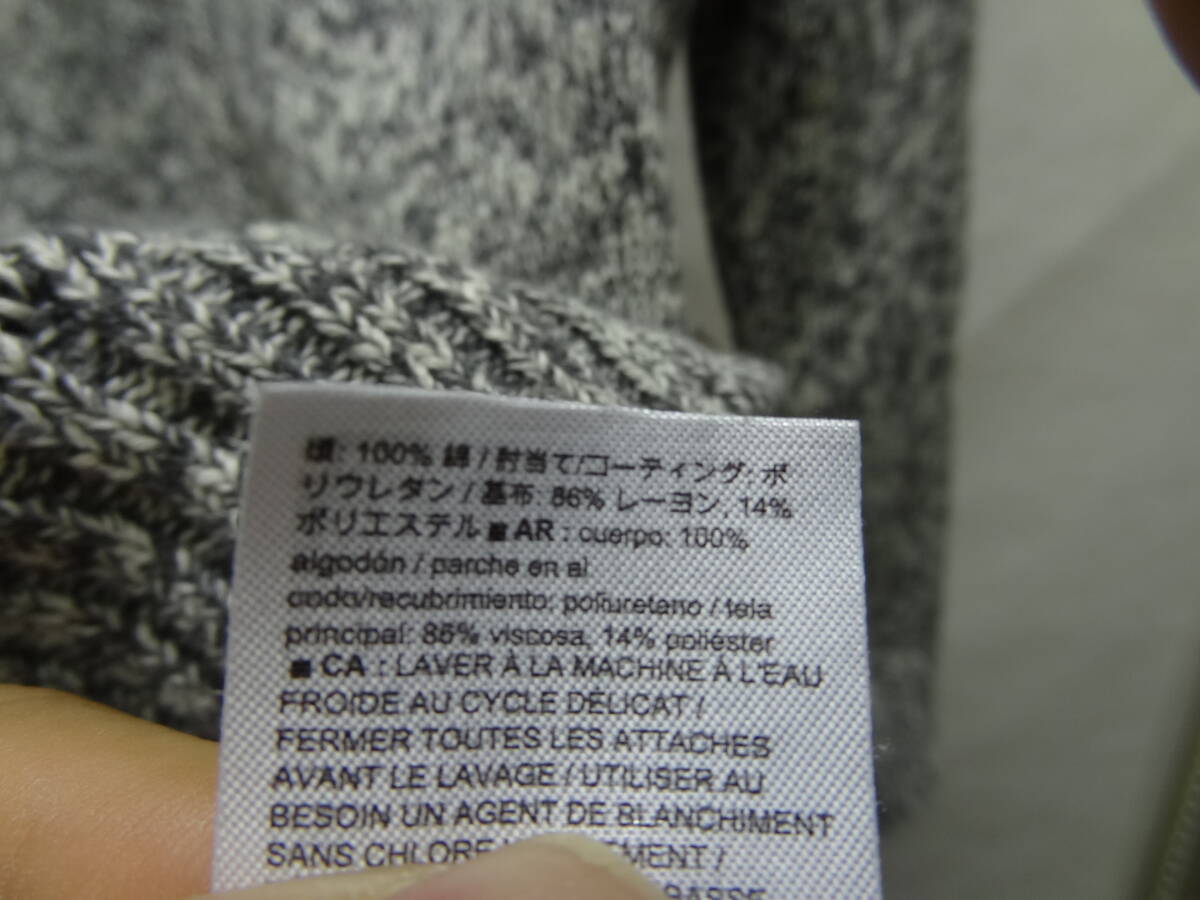 100% 綿 / 肘当て/コーティング: ポ
リウレタン / 基布: 86% レーヨン, 14%
ポリエステル ■ AR : cuerpo: 100%
algodón / parche en al
codo/recubrimiento: poliuretano / tela
principal: 86% viscosa, 14% poliéster
■ CA : LAVER À LA MACHINE À L'EAU
FROIDE AU CYCLE DÉLICAT /
FERMER TOUTES LES ATTACHES
AVANT LE LAVAGE / UTILISER AU
BESOIN UN AGENT DE BLANCHIMENT
SANS CHLORE /